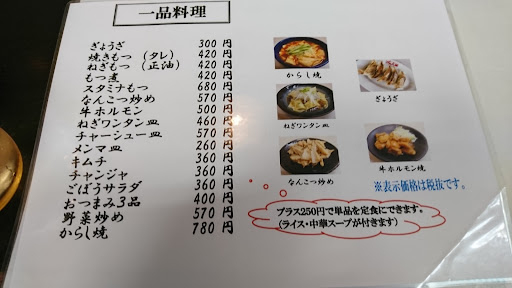 一品料理
ぎょうざ 300円
焼きもつ（タレ） 420円
ねぎもつ（正油） 420円
もつ煮 420円
スタミナもつ 680円
なんこつ炒め 570円
牛ホルモン 500円
ねぎワンタン皿 460円
チャーシュー皿 570円
メンマ皿 260円
キムチ 360円
チャンジャ 360円
ごぼうサラダ 360円
おつまみ3品 400円
野菜炒め 570円
からし焼 780円
からし焼
ぎょうざ
ねぎワンタン皿
牛ホルモン焼
なんこつ炒め
※表示価格は税抜です。
プラス250円で単品を定食にできます。
（ライス・中華スープが付きます）